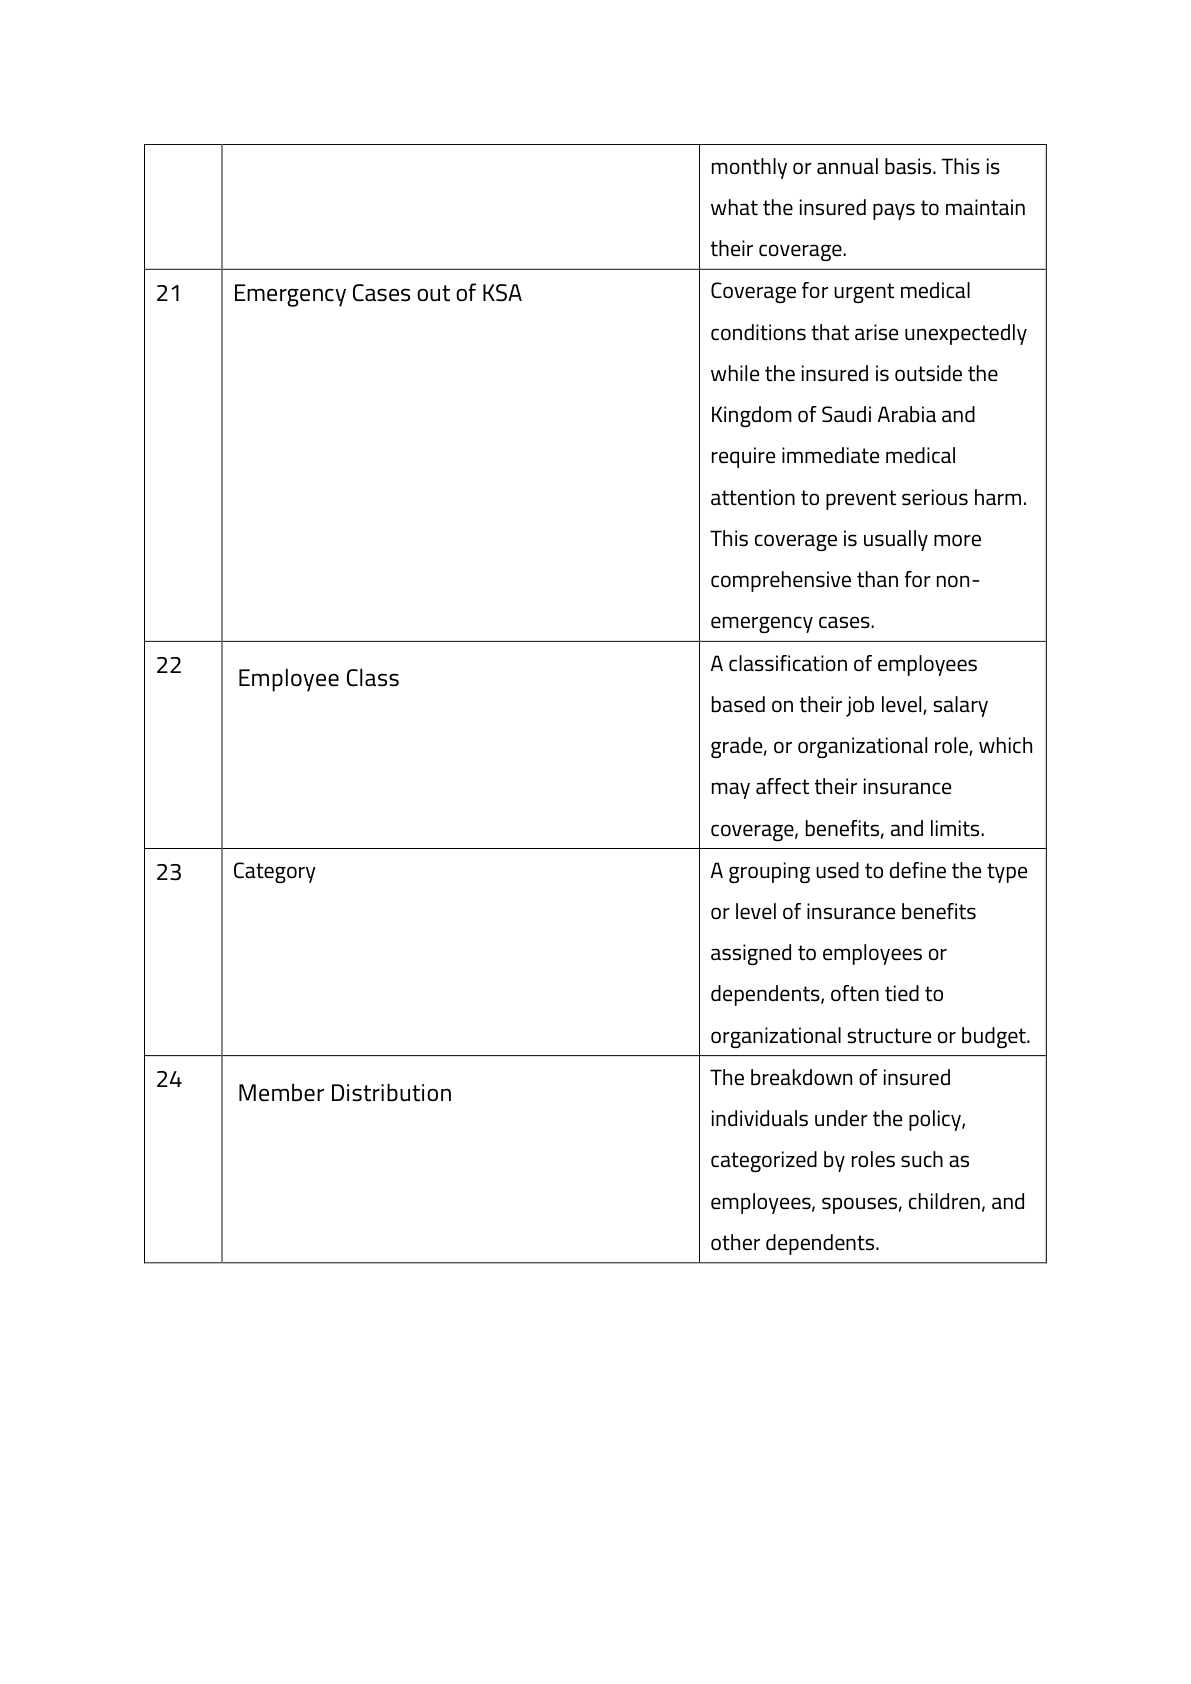 monthly or annual basis. This is
what the insured pays to maintain
their coverage.
21
Emergency Cases out of KSA
Coverage for urgent medical
conditions that arise unexpectedly
while the insured is outside the
Kingdom of Saudi Arabia and
require immediate medical
attention to prevent serious harm.
This coverage is usually more
comprehensive than for non-
emergency cases.
22
Employee Class
A classification of employees
based on their job level, salary
grade, or organizational role, which
may affect their insurance
coverage, benefits, and limits.
23
Category
A grouping used to define the type
or level of insurance benefits
assigned to employees or
dependents, often tied to
organizational structure or budget.
24
Member Distribution
The breakdown of insured
individuals under the policy,
categorized by roles such as
employees, spouses, children, and
other dependents.